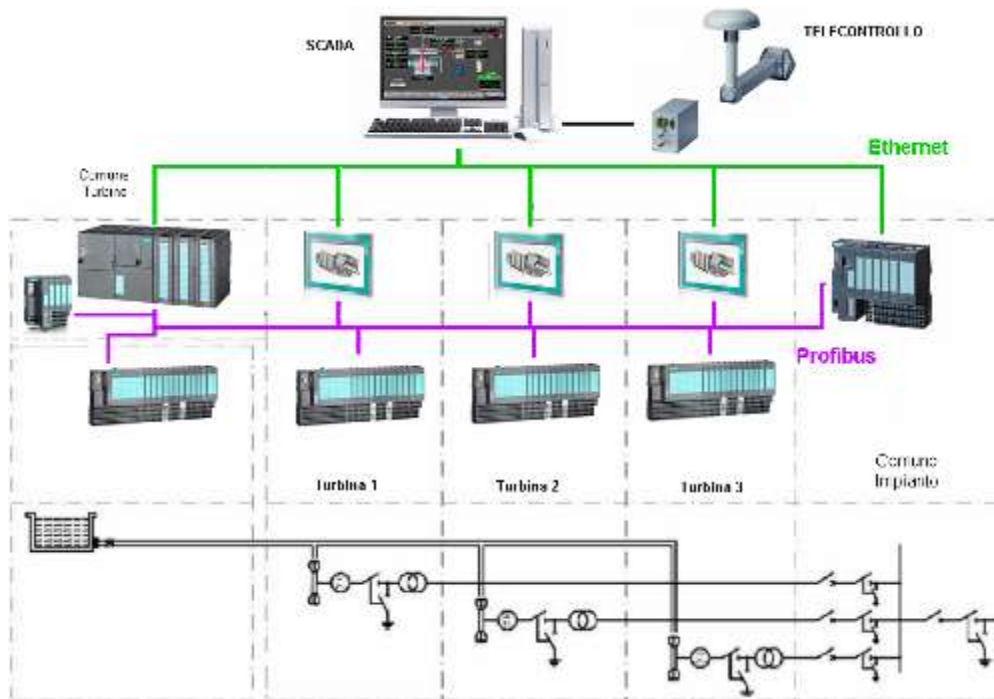 SCADA
TELECONTROLLO
Ethernet
Comune
Turbine
Profibus
Turbina 1
Turbina 2
Turbina 3
Comune
Impianto